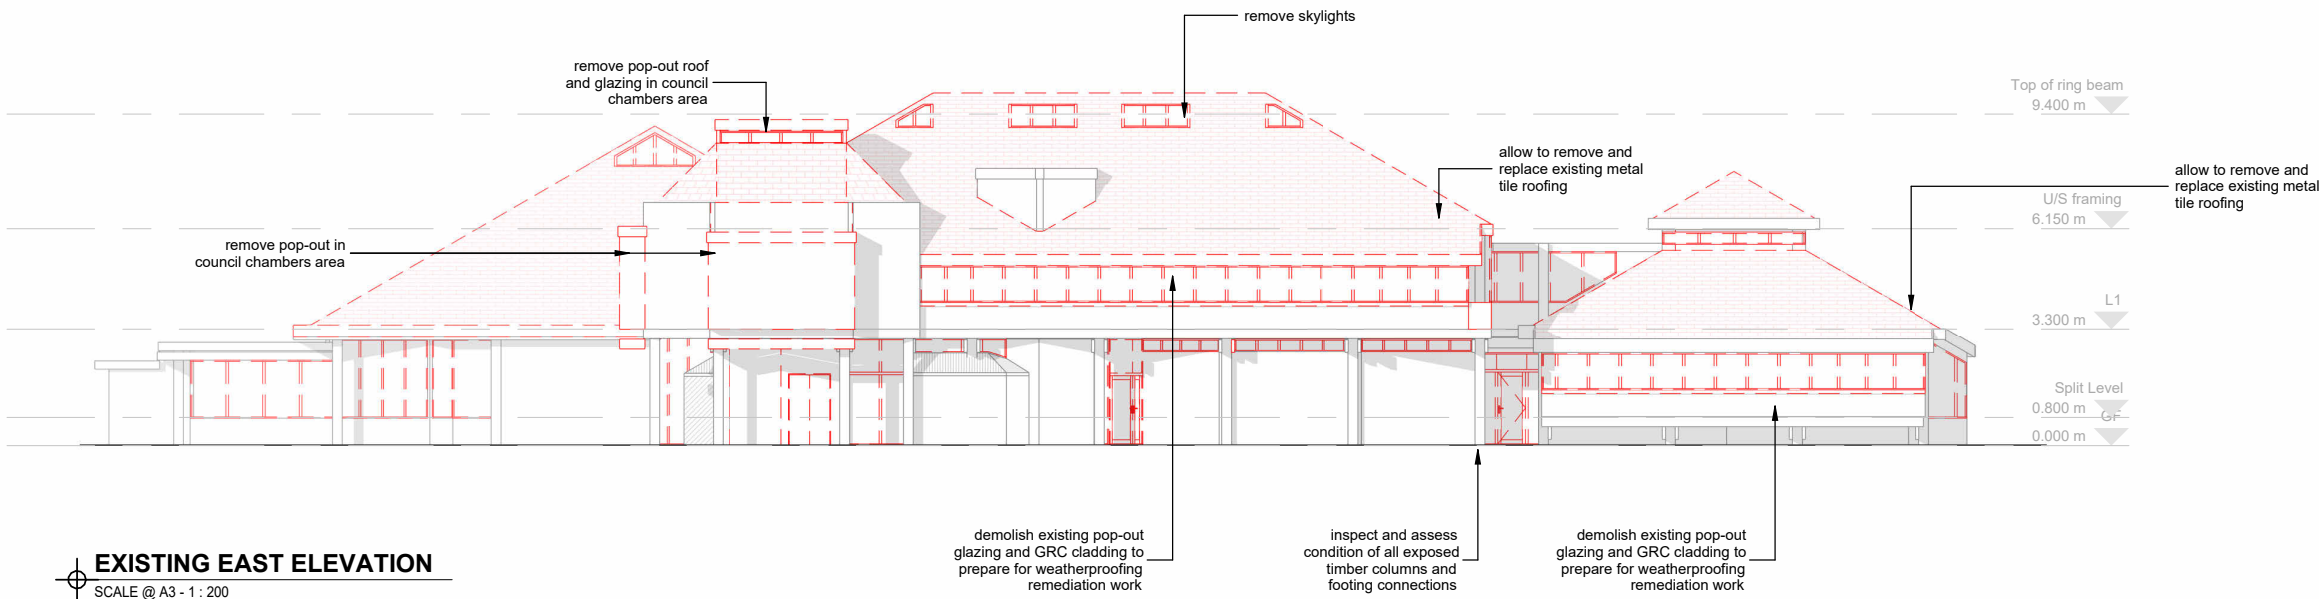 remove skylights
remove pop-out roof
and glazing in council
chambers area
Top of ring beam
9.400 m
allow to remove and
replace existing metal
tile roofing
allow to remove and
replace existing metal
tile roofing
U/S framing
6.150 m
remove pop-out in
council chambers area
L1
3.300 m
Split Level
0.800 m
GF
0.000 m
demolish existing pop-out
glazing and GRC cladding to
prepare for weatherproofing
remediation work
inspect and assess
condition of all exposed
timber columns and
footing connections
demolish existing pop-out
glazing and GRC cladding to
prepare for weatherproofing
remediation work
EXISTING EAST ELEVATION
SCALE @ A3 - 1 : 200